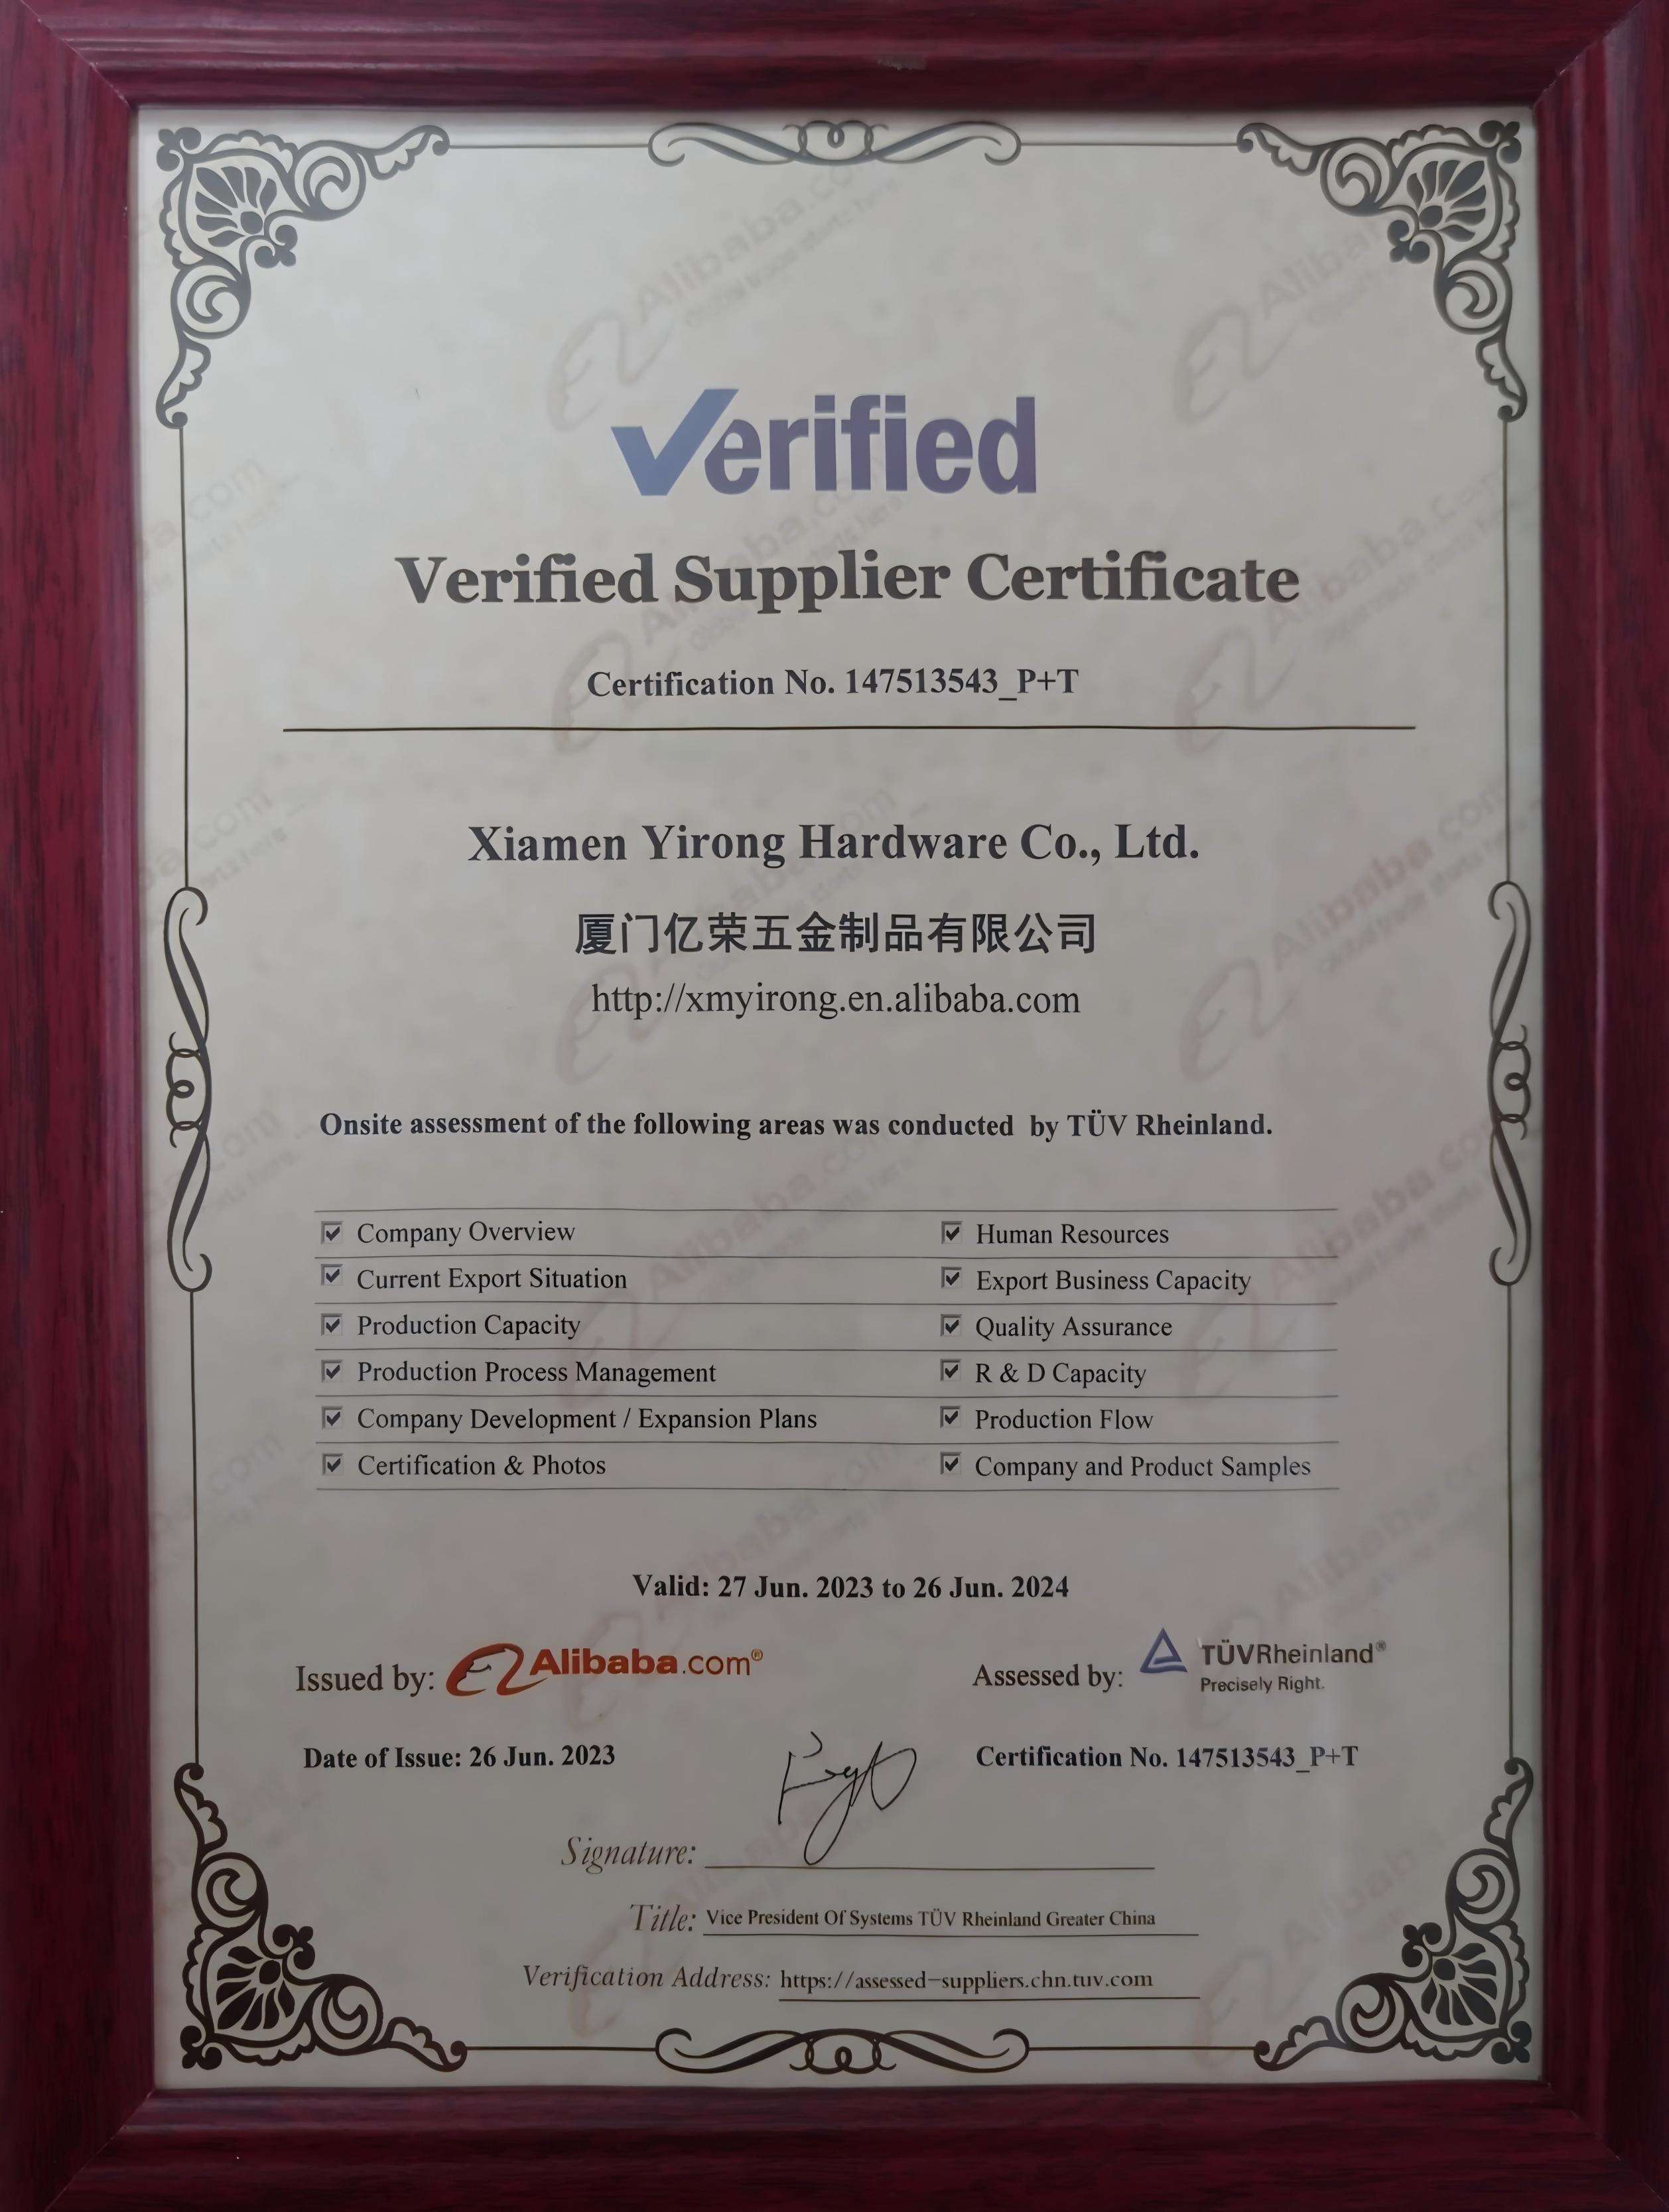 Verified
Verified Supplier Certificate
Certification No. 147513543_P+T
Xiamen Yirong Hardware Co., Ltd.
厦门亿荣五金制品有限公司
http://xmyirong.en.alibaba.com
Onsite assessment of the following areas was conducted by TÜV Rheinland.
Company Overview Human Resources
Current Export Situation Export Business Capacity
Production Capacity Quality Assurance
Production Process Management R & D Capacity
Company Development / Expansion Plans Production Flow
Certification & Photos Company and Product Samples
Valid: 27 Jun. 2023 to 26 Jun. 2024
Issued by: Alibaba.com® Assessed by: TÜVRheinland®
Precisely Right.
Date of Issue: 26 Jun. 2023 Certification No. 147513543_P+T
Signature:
Title: Vice President Of Systems TÜV Rheinland Greater China
Verification Address: https://assessed-suppliers.chn.tuv.com